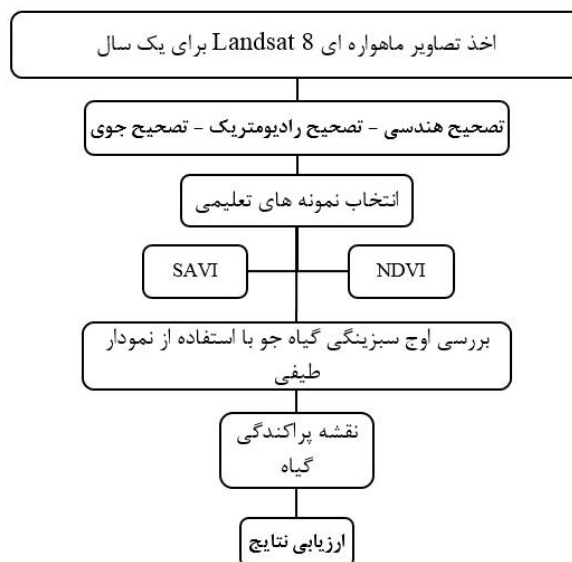 اخذ تصاویر ماهواره ای Landsat 8 برای یک سال
تصحیح هندسی - تصحیح رادیومتریک - تصحیح جوی
انتخاب نمونه های تعلیمی
NDVI
SAVI
بررسی اوج سبزینگی گیاه جو با استفاده از نمودار
طیفی
نقشه پراکندگی
گیاه
ارزیابی نتایج